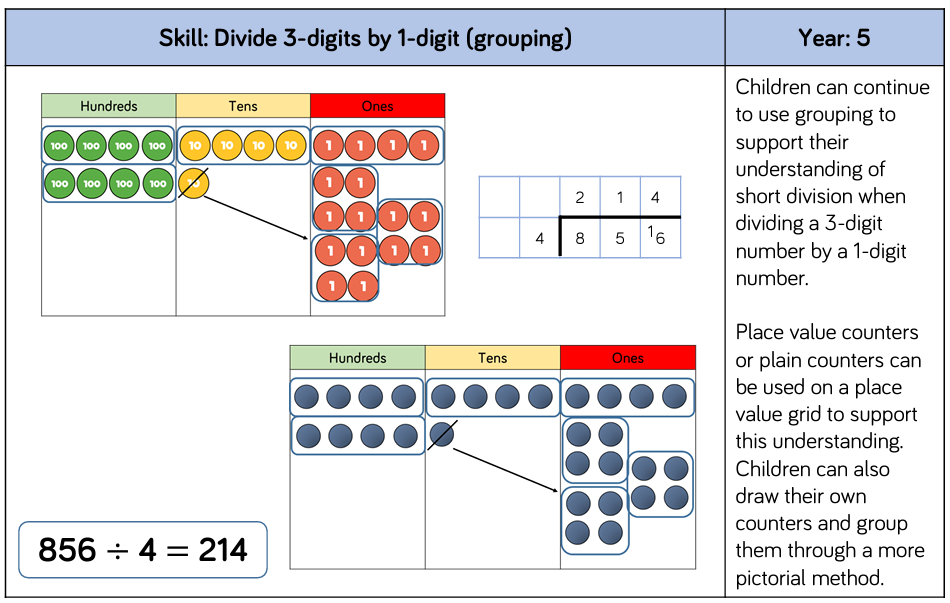 Skill: Divide 3-digits by 1-digit (grouping)
Year: 5
Hundreds Tens Ones
100 100 100 100 10 10 10 10 1 1 1 1
100 100 100 100 10 1 1
1 1 1 1
1 1 1 1
1 1
2 1 4
4 8 5 16
Hundreds Tens Ones
856 ÷ 4 = 214
Children can continue
to use grouping to
support their
understanding of
short division when
dividing a 3-digit
number by a 1-digit
number.
Place value counters
or plain counters can
be used on a place
value grid to support
this understanding.
Children can also
draw their own
counters and group
them through a more
pictorial method.